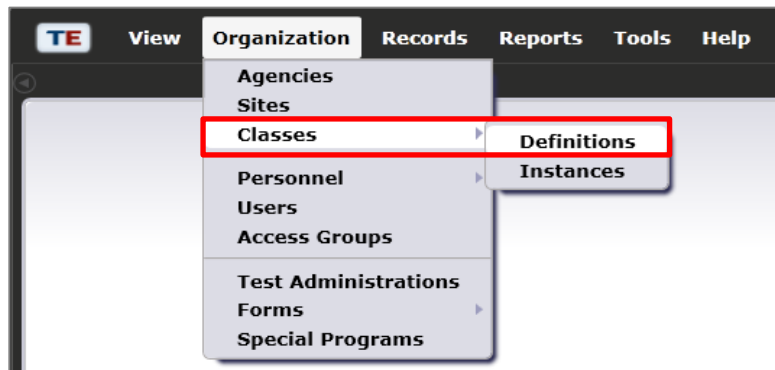 TE View Organization Records Reports Tools Help
Agencies
Sites
Classes
Definitions
Instances
Personnel
Users
Access Groups
Test Administrations
Forms
Special Programs